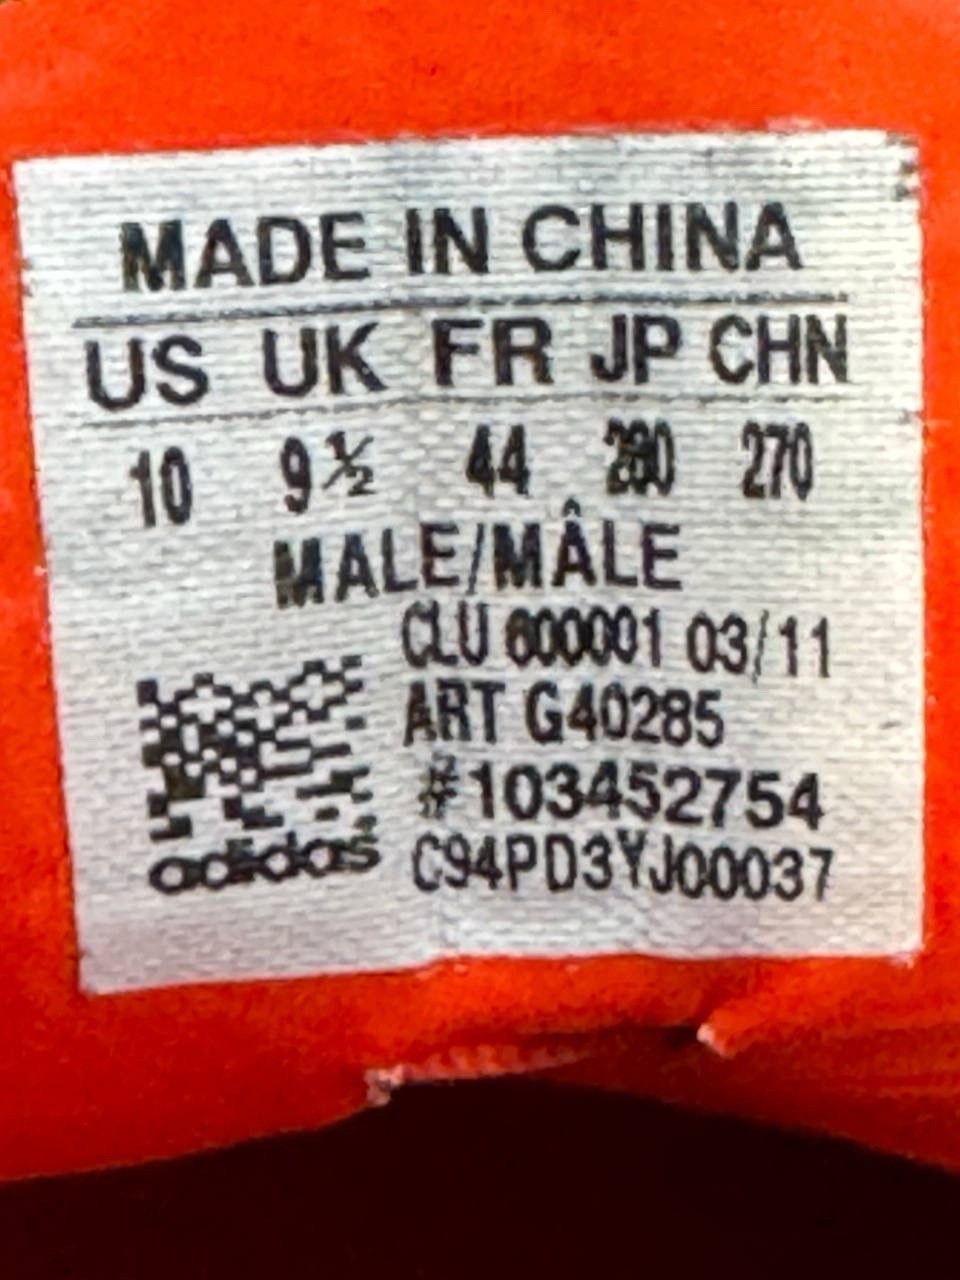 MADE IN CHINA
US UK FR JP CHN
10 9½ 44 280 270
MALE/MÂLE
CLU 600001 03/11
ART G40285
#103452754
C94PD3YJ00037
adidas